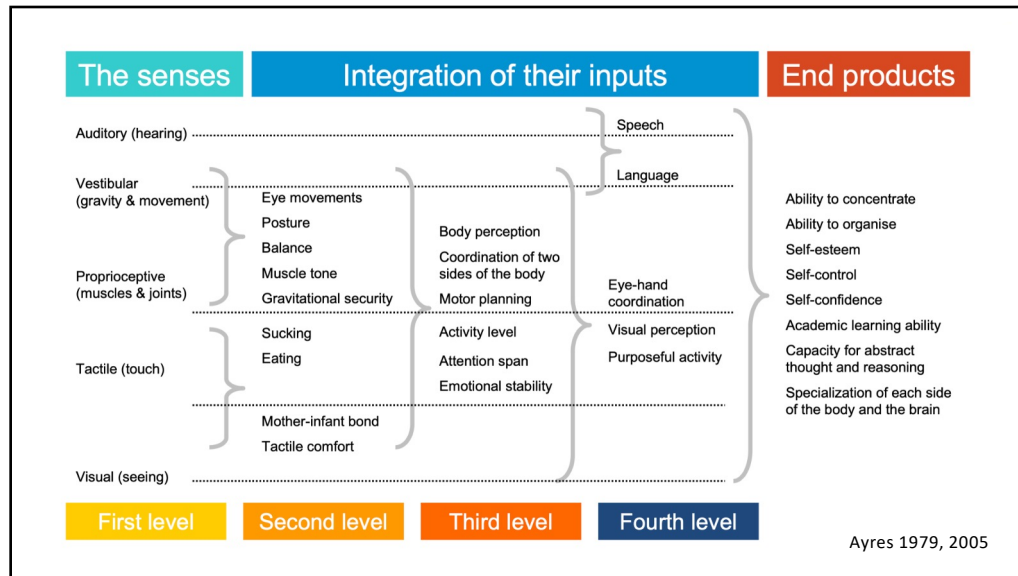 The senses
Integration of their inputs
End products
Auditory (hearing)
Vestibular
(gravity & movement)
Proprioceptive
(muscles & joints)
Tactile (touch)
Visual (seeing)
Eye movements
Posture
Balance
Muscle tone
Gravitational security
Sucking
Eating
Mother-infant bond
Tactile comfort
Body perception
Coordination of two
sides of the body
Motor planning
Activity level
Attention span
Emotional stability
Speech
Language
Eye-hand
coordination
Visual perception
Purposeful activity
Ability to concentrate
Ability to organise
Self-esteem
Self-control
Self-confidence
Academic learning ability
Capacity for abstract
thought and reasoning
Specialization of each side
of the body and the brain
First level
Second level
Third level
Fourth level
Ayres 1979, 2005